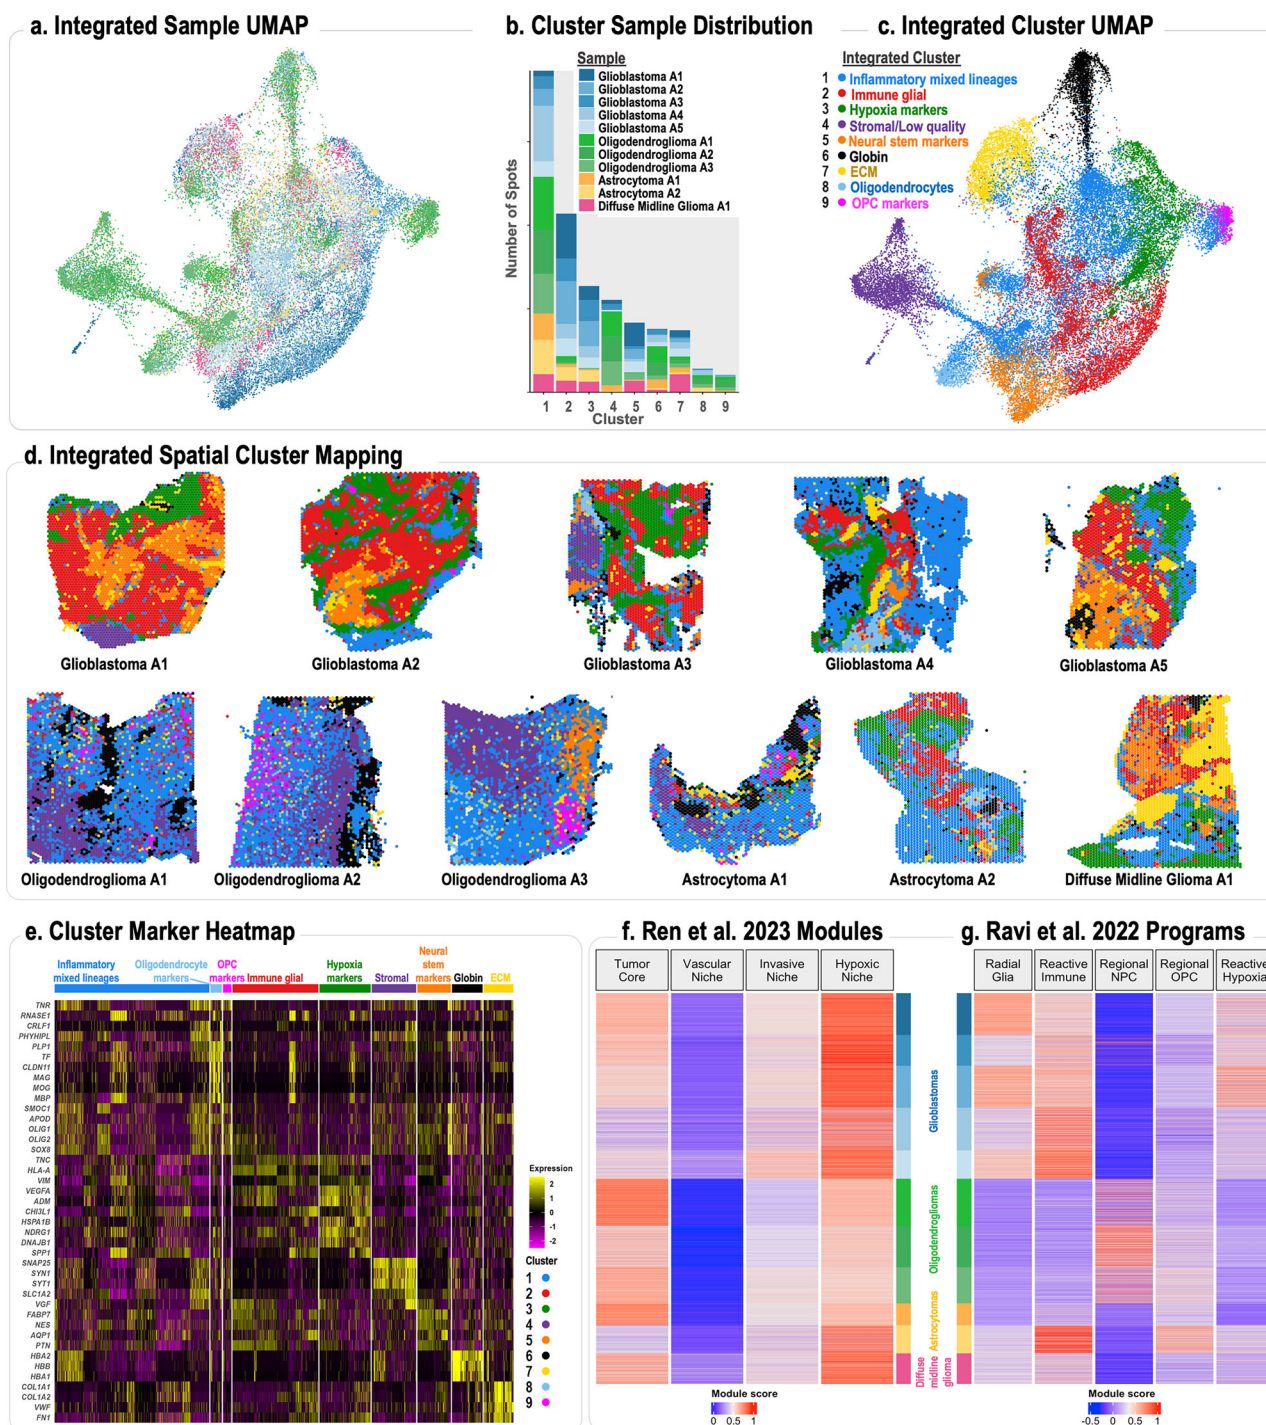 a. Integrated Sample UMAP
b. Cluster Sample Distribution
Sample
Glioblastoma A1
Glioblastoma A2
Glioblastoma A3
Glioblastoma A4
Glioblastoma A5
Oligodendroglioma A1
Oligodendroglioma A2
Oligodendroglioma A3
Astrocytoma A1
Astrocytoma A2
Diffuse Midline Glioma A1
Number of Spots
1 2 3 4 5 6 7 8 9
Cluster
c. Integrated Cluster UMAP
Integrated Cluster
1 Inflammatory mixed lineages
2 Immune glial
3 Hypoxia markers
4 Stromal/Low quality
5 Neural stem markers
6 Globin
7 ECM
8 Oligodendrocytes
9 OPC markers
d. Integrated Spatial Cluster Mapping
Glioblastoma A1
Glioblastoma A2
Glioblastoma A3
Glioblastoma A4
Glioblastoma A5
Oligodendroglioma A1
Oligodendroglioma A2
Oligodendroglioma A3
Astrocytoma A1
Astrocytoma A2
Diffuse Midline Glioma A1
e. Cluster Marker Heatmap
Inflammatory
mixed lineages
Oligodendrocyte
markers
OPC
markers
Immune glial
Hypoxia
markers
Stromal
Neural
stem
markers
Globin
ECM
TNR
RNASE1
CRLF1
PHYHIPL
PLP1
TF
CLDN11
MAG
MOG
MBP
SMOC1
APOD
OLIG1
OLIG2
SOX8
TNC
HLA-A
VIM
VEGFA
ADM
CHI3L1
HSPA1B
NDRG1
DNAJB1
SPP1
SNAP25
SYN1
SYT1
SLC1A2
VGF
FABP7
NES
AQP1
PTN
HBA2
HBB
HBA1
COL1A1
COL1A2
VWF
FN1
Expression
2
1
0
-1
-2
Cluster
1
2
3
4
5
6
7
8
9
f. Ren et al. 2023 Modules
Tumor
Core
Vascular
Niche
Invasive
Niche
Hypoxic
Niche
Glioblastomas
Oligodendrogliomas
Astrocytomas
Diffuse
midline
glioma
Module score
0 0.5 1
g. Ravi et al. 2022 Programs
Radial
Glia
Reactive
Immune
Regional
NPC
Regional
OPC
Reactive
Hypoxia
Module score
-0.5 0 0.5 1